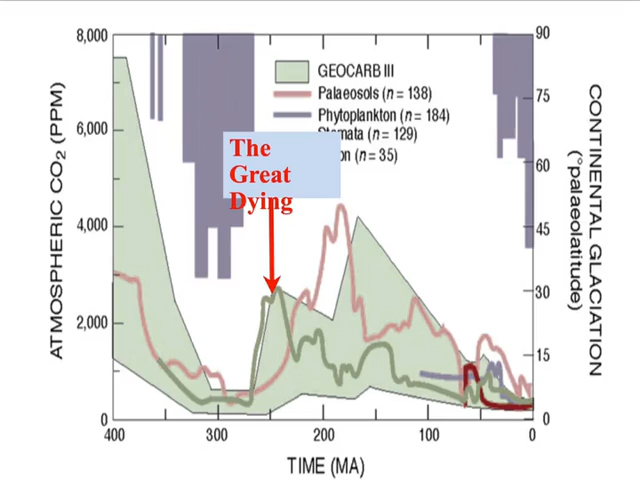 8,000
6,000
4,000
2,000
0
ATMOSPHERIC CO2 (PPM)
GEOCARB III
Palaeosols (n = 138)
Phytoplankton (n = 184)
Stomata (n = 129)
(n = 35)
The
Great
Dying
90
75
60
45
30
15
0
CONTINENTAL GLACIATION
(°palaeolatitude)
400
300
200
100
0
TIME (MA)